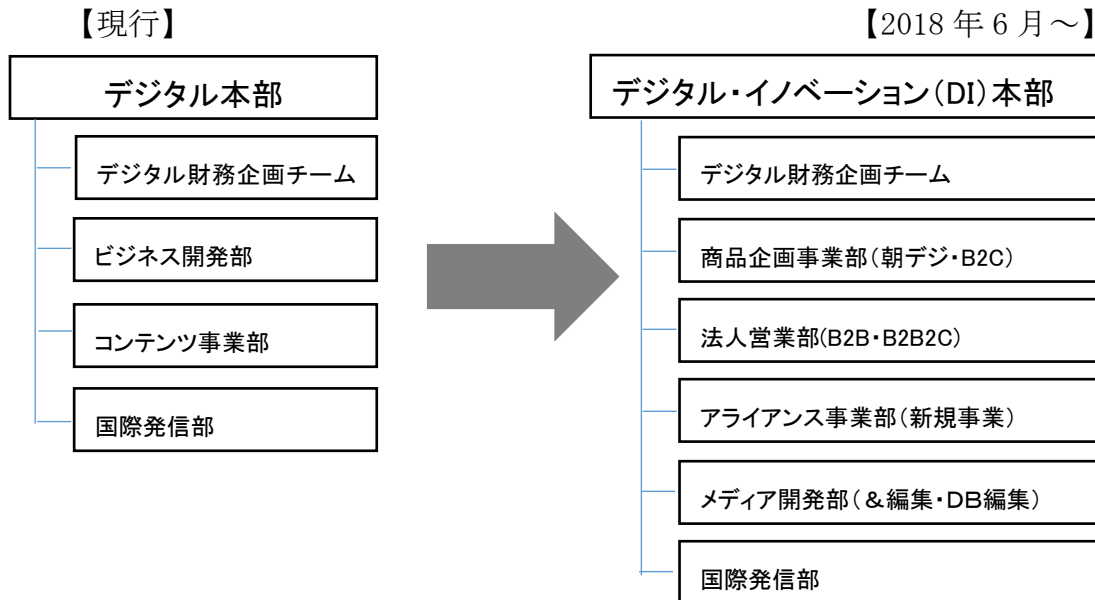 【現行】
デジタル本部
デジタル財務企画チーム
ビジネス開発部
コンテンツ事業部
国際発信部
【2018年6月～】
デジタル・イノベーション(DI)本部
デジタル財務企画チーム
商品企画事業部(朝デジ・B2C)
法人営業部(B2B・B2B2C)
アライアンス事業部(新規事業)
メディア開発部(＆編集・DB編集)
国際発信部